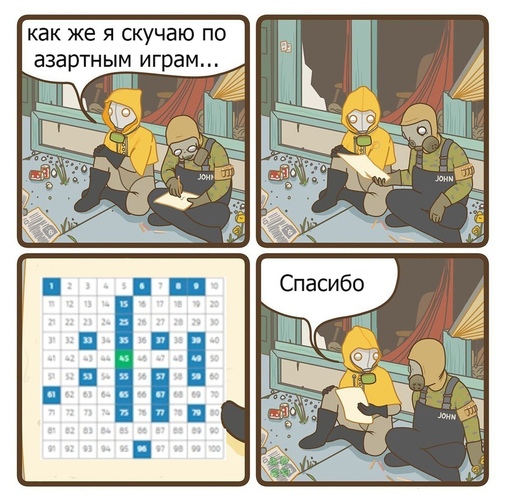 как же я скучаю по
азартным играм...
JOHN
JOHN
1 2 3 4 5 6 7 8 9 10
11 12 13 14 15 16 17 18 19 20
21 22 23 24 25 26 27 28 29 30
31 32 33 34 35 36 37 38 39 40
41 42 43 44 45 46 47 48 49 50
51 52 53 54 55 56 57 58 59 60
61 62 63 64 65 66 67 68 69 70
71 72 73 74 75 76 77 78 79 80
81 82 83 84 85 86 87 88 89 90
91 92 93 94 95 96 97 98 99 100
Спасибо
JOHN